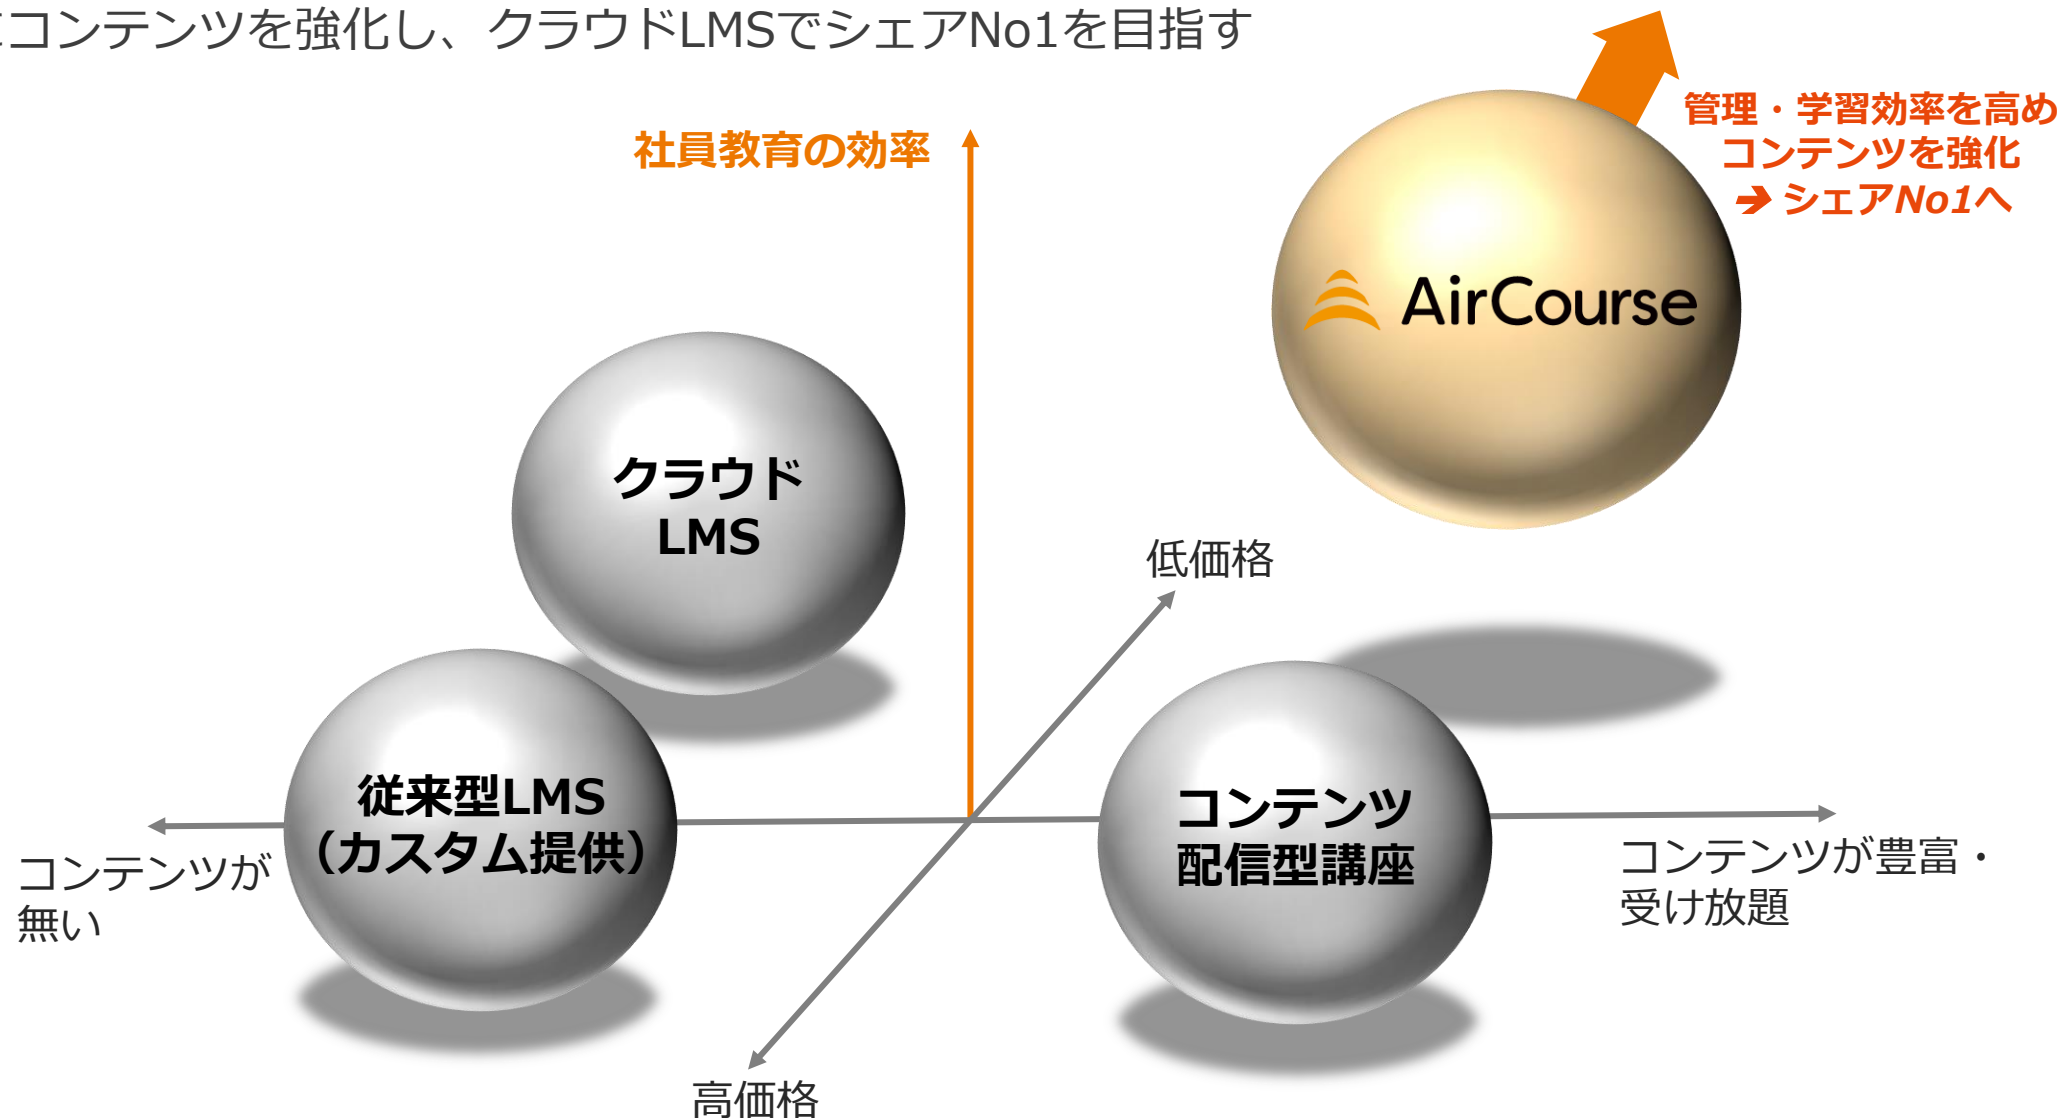 コンテンツを強化し、クラウドLMSでシェアNo1を目指す
社員教育の効率
管理・学習効率を高め
コンテンツを強化
➔ シェアNo1へ
AirCourse
クラウド
LMS
低価格
従来型LMS
（カスタム提供）
コンテンツ
配信型講座
コンテンツが
無い
コンテンツが豊富・
受け放題
高価格